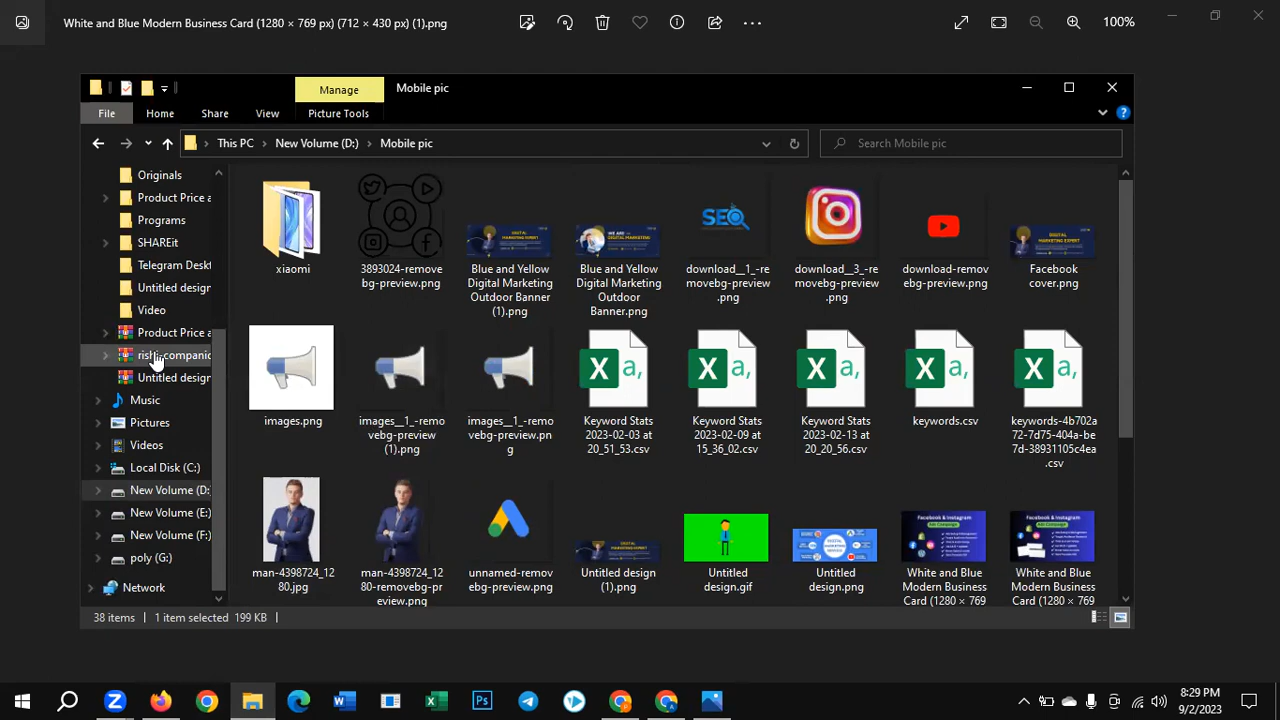 White and Blue Modern Business Card (1280 × 769 px) (712 × 430 px) (1).png
100%
Manage
Mobile pic
File
Home
Share
View
Picture Tools
This PC
New Volume (D:)
Mobile pic
Search Mobile pic
Originals
Product Price a
Programs
SHAREit
Telegram Deskt
Untitled design
Video
Product Price a
companio
Untitled design
Music
Pictures
Videos
Local Disk (C:)
New Volume (D:
New Volume (E:)
New Volume (F:)
poly (G:)
Network
xiaomi
3893024-remove
bg-preview.png
Blue and Yellow
Digital Marketing
Outdoor Banner
(1).png
Blue and Yellow
Digital Marketing
Outdoor
Banner.png
SEO
download__1_-re
movebg-preview
.png
download__3_-re
movebg-preview
.png
download-remov
ebg-preview.png
Facebook
cover.png
images.png
images__1_-remo
vebg-preview
(1).png
images__1_-remo
vebg-preview.pn
g
Keyword Stats
2023-02-03 at
20_51_53.csv
Keyword Stats
2023-02-09 at
15_36_02.csv
Keyword Stats
2023-02-13 at
20_20_56.csv
keywords.csv
keywords-4b702a
72-7d75-404a-be
7d-38931105c4ea
.csv
man-4398724_12
80.jpg
man-4398724_12
80-removebg-pr
eview.png
unnamed-remov
ebg-preview.png
Untitled design
(1).png
Untitled
design.gif
Untitled
design.png
White and Blue
Modern Business
Card (1280 × 769
White and Blue
Modern Business
Card (1280 × 769
38 items
1 item selected 199 KB
8:29 PM
9/2/2023